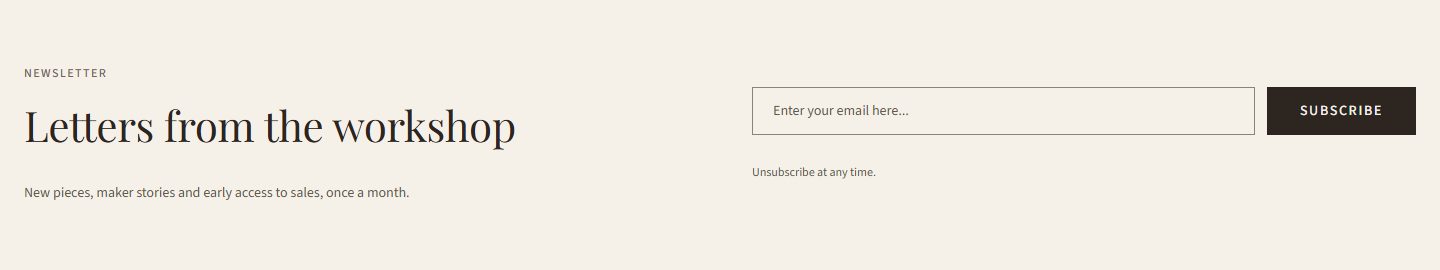 NEWSLETTER
Letters from the workshop
New pieces, maker stories and early access to sales, once a month.
Enter your email here...
SUBSCRIBE
Unsubscribe at any time.